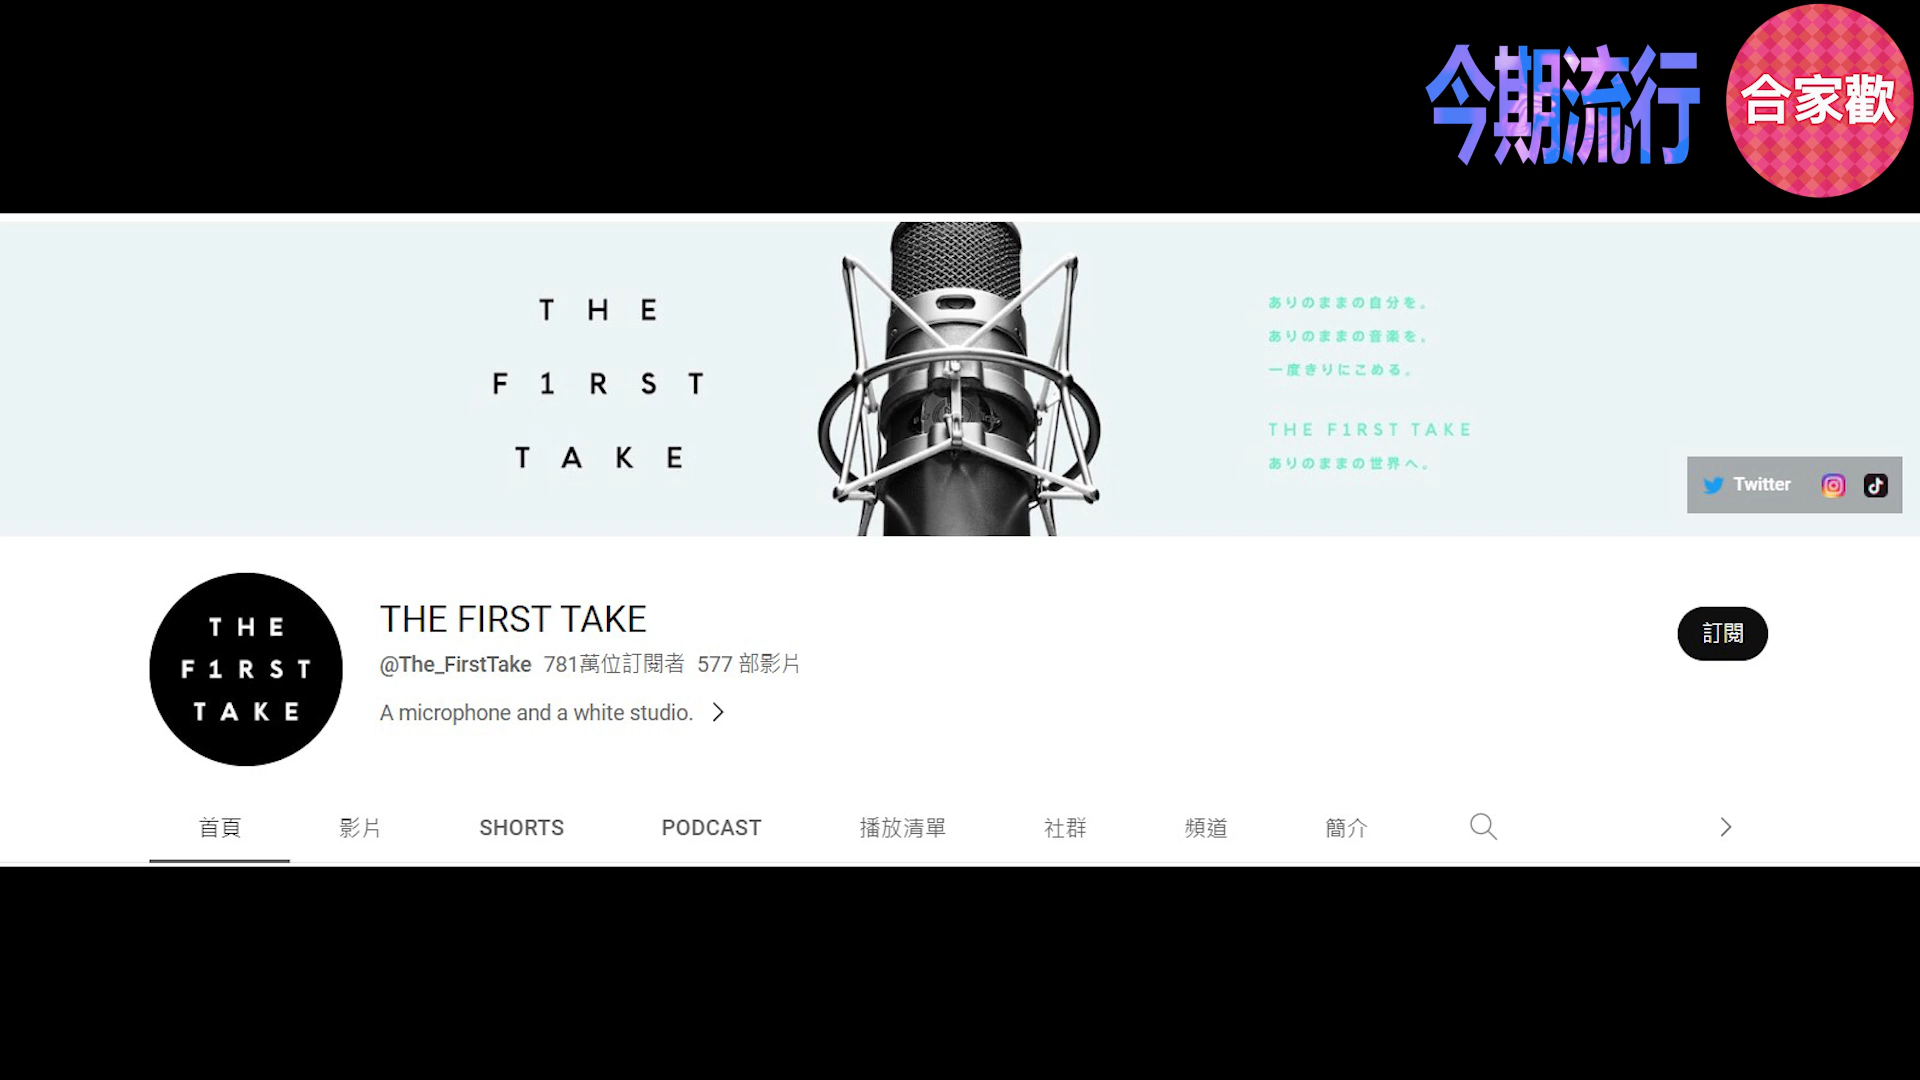 今期流行
合家歡
THE
F1RST
TAKE
ありのままの自分を。
ありのままの音楽を。
一度きりにこめる。
THE F1RST TAKE
ありのままの世界へ。
Twitter
THE
F1RST
TAKE
THE FIRST TAKE
@The_FirstTake 781萬位訂閱者 577 部影片
A microphone and a white studio.
訂閱
首頁 影片 SHORTS PODCAST 播放清單 社群 頻道 簡介